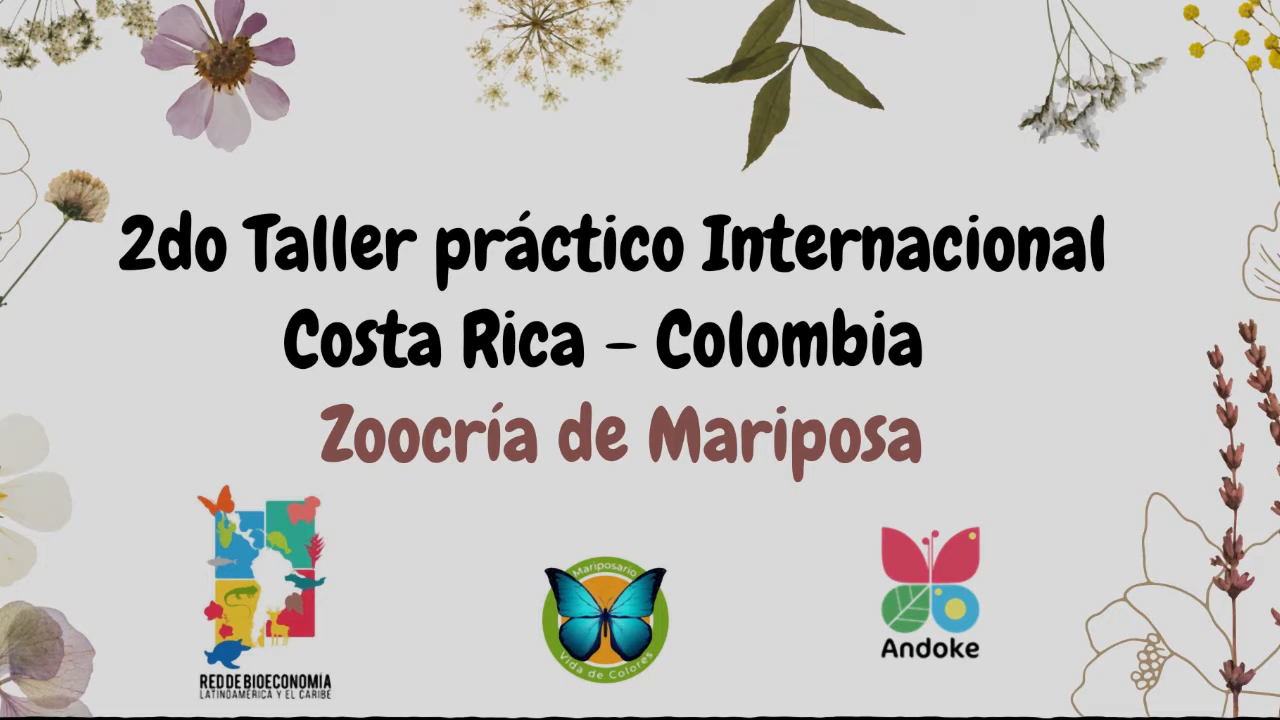 2do Taller práctico Internacional
Costa Rica - Colombia
Zoocría de Mariposa
Mariposario
Vida de Colores
Andoke
RED DE BIOECONOMIA
LATINOAMÉRICA Y EL CARIBE